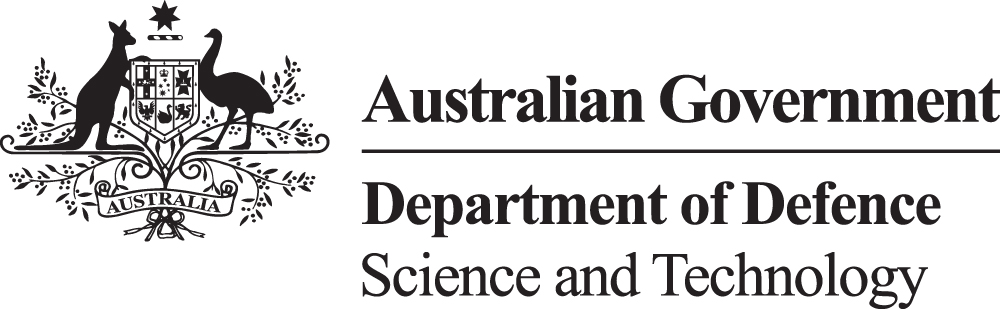 AUSTRALIA
Australian Government
Department of Defence
Science and Technology